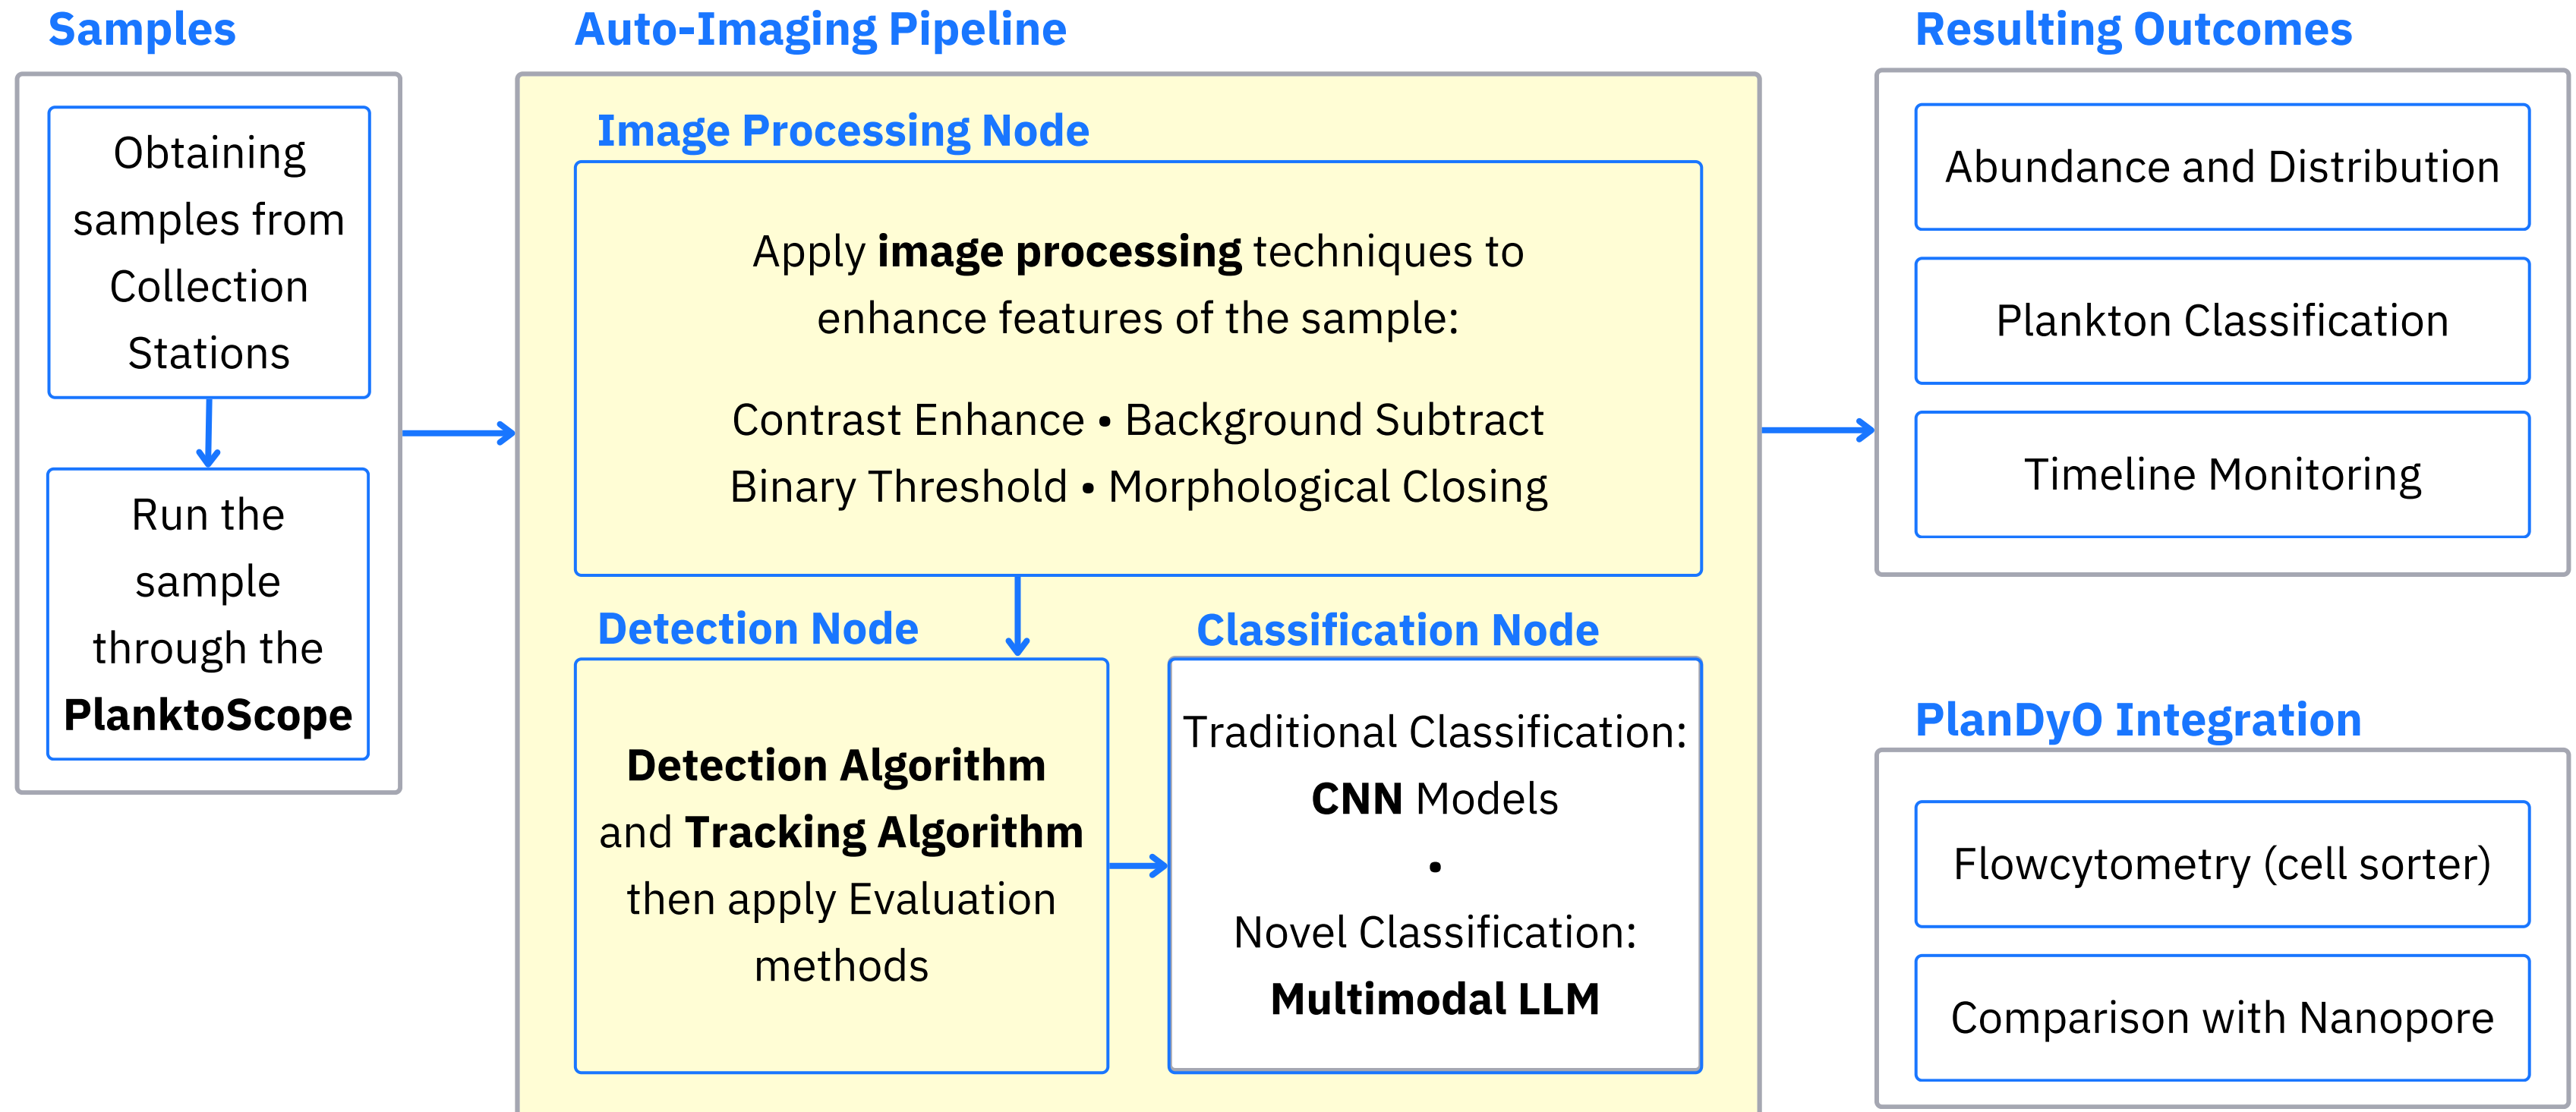 Samples
Obtaining
samples from
Collection
Stations
Run the
sample
through the
PlanktoScope
Auto-Imaging Pipeline
Image Processing Node
Apply image processing techniques to
enhance features of the sample:
Contrast Enhance • Background Subtract
Binary Threshold • Morphological Closing
Detection Node
Detection Algorithm
and Tracking Algorithm
then apply Evaluation
methods
Classification Node
Traditional Classification:
CNN Models
•
Novel Classification:
Multimodal LLM
Resulting Outcomes
Abundance and Distribution
Plankton Classification
Timeline Monitoring
PlanDyO Integration
Flowcytometry (cell sorter)
Comparison with Nanopore